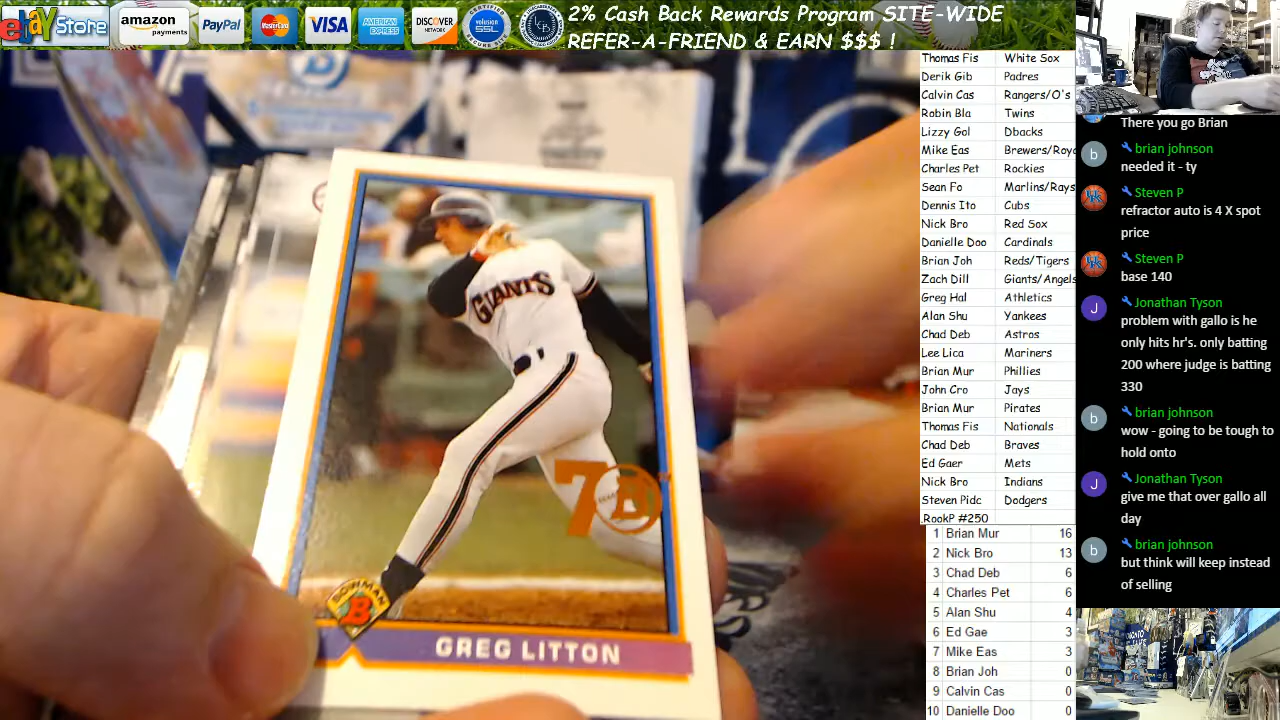 ebay Store
amazon payments
PayPal
MasterCard
VISA
AMERICAN EXPRESS
DISCOVER NETWORK
volusion SSL
2% Cash Back Rewards Program SITE-WIDE
REFER-A-FRIEND & EARN $$$ !
GIANTS
70
BOWMAN
B
GREG LITTON
Thomas Fis White Sox
Derik Gib Padres
Calvin Cas Rangers/O's
Robin Bla Twins
Lizzy Gol Dbacks
Mike Eas Brewers/Roy
Charles Pet Rockies
Sean Fo Marlins/Rays
Dennis Ito Cubs
Nick Bro Red Sox
Danielle Doo Cardinals
Brian Joh Reds/Tigers
Zach Dill Giants/Angels
Greg Hal Athletics
Alan Shu Yankees
Chad Deb Astros
Lee Lica Mariners
Brian Mur Phillies
John Cro Jays
Brian Mur Pirates
Thomas Fis Nationals
Chad Deb Braves
Ed Gaer Mets
Nick Bro Indians
Steven Pidc Dodgers
RookP #250
1 Brian Mur 16
2 Nick Bro 13
3 Chad Deb 6
4 Charles Pet 6
5 Alan Shu 4
6 Ed Gae 3
7 Mike Eas 3
8 Brian Joh 0
9 Calvin Cas 0
10 Danielle Doo 0
There you go Brian
b brian johnson
needed it - ty
Steven P
refractor auto is 4 X spot
price
Steven P
base 140
J Jonathan Tyson
problem with gallo is he
only hits hr's. only batting
200 where judge is batting
330
b brian johnson
wow - going to be tough to
hold onto
J Jonathan Tyson
give me that over gallo all
day
b brian johnson
but think will keep instead
of selling